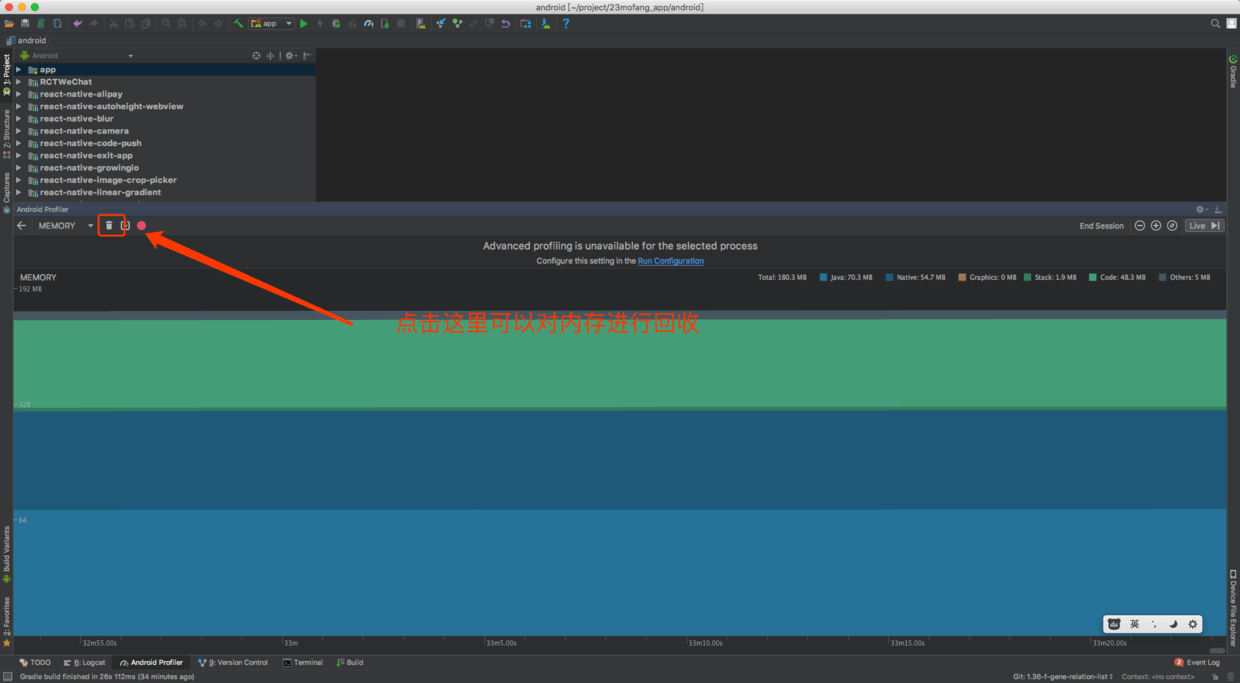 android [~/project/23mofang_app/android]
app
android
Android
1: Project
app
RCTWeChat
react-native-alipay
react-native-autoheight-webview
react-native-blur
react-native-camera
react-native-code-push
react-native-exit-app
react-native-growingio
react-native-image-crop-picker
react-native-linear-gradient
Structure
Captures
Gradle
Android Profiler
MEMORY
End Session
Live
Advanced profiling is unavailable for the selected process
Configure this setting in the Run Configuration
MEMORY
Total: 180.3 MB
Java: 70.3 MB
Native: 54.7 MB
Graphics: 0 MB
Stack: 1.9 MB
Code: 48.3 MB
Others: 5 MB
192 MB
点击这里可以对内存进行回收
128
64
Build Variants
2: Favorites
Device File Explorer
英
32m55.00s
33m
33m5.00s
33m10.00s
33m15.00s
33m20.00s
TODO
6: Logcat
Android Profiler
9: Version Control
Terminal
Build
2 Event Log
Gradle build finished in 26s 112ms (34 minutes ago)
Git: 1.36-f-gene-relation-list
Context: <no context>